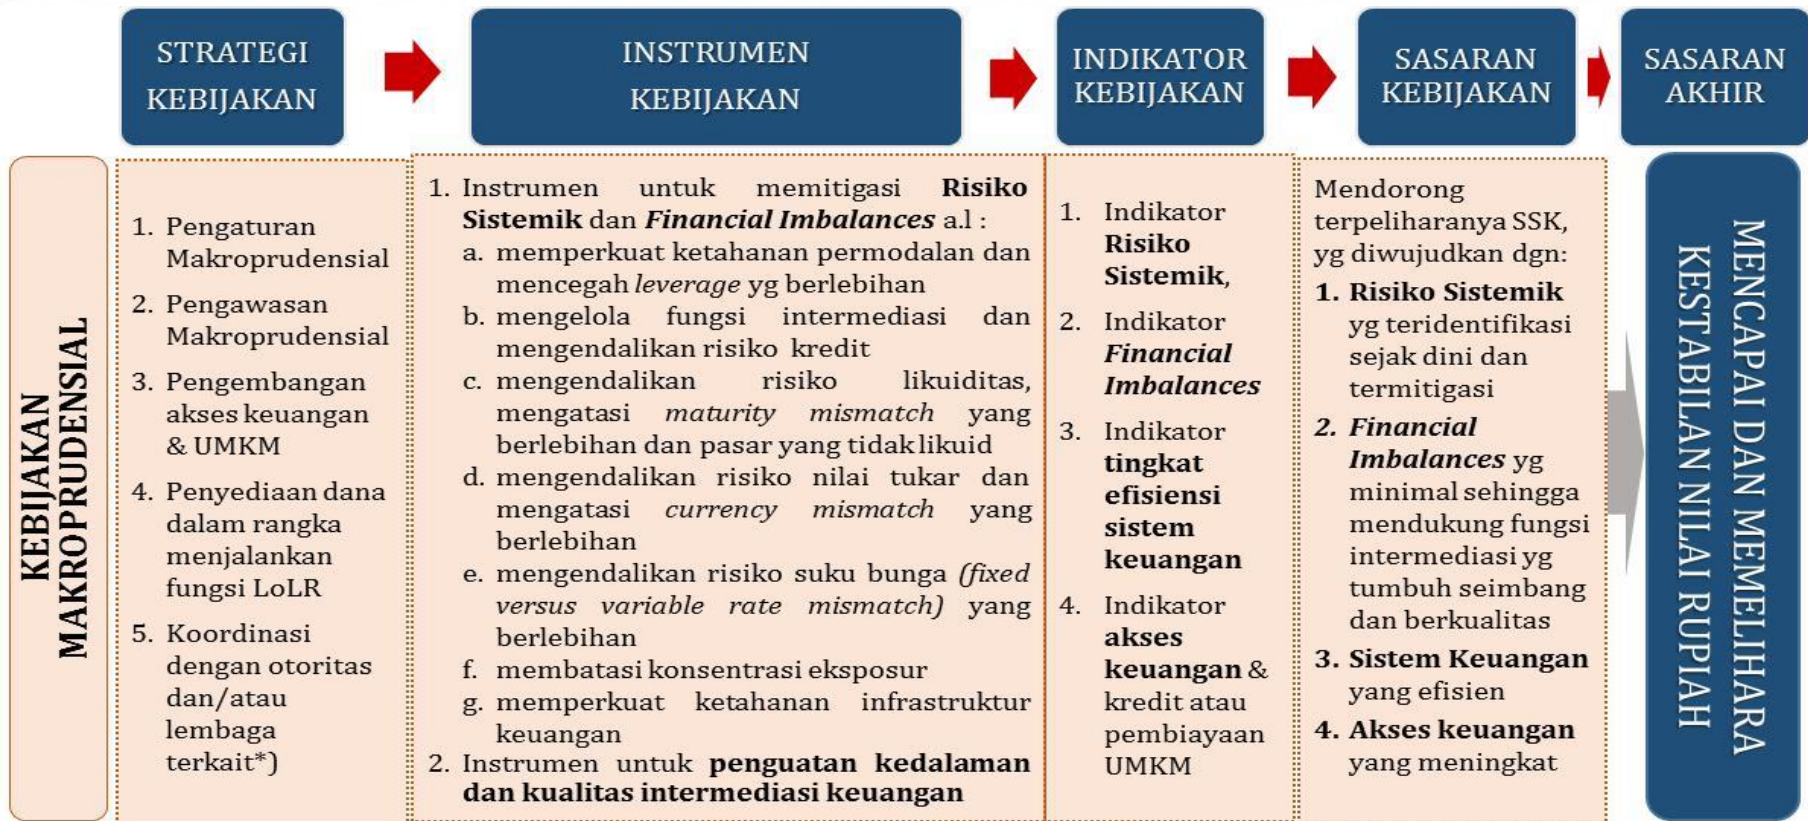 STRATEGI
KEBIJAKAN
INSTRUMEN
KEBIJAKAN
INDIKATOR
KEBIJAKAN
SASARAN
KEBIJAKAN
SASARAN
AKHIR
KEBIJAKAN
MAKROPRUDENSIAL
1. Pengaturan
Makroprudensial
2. Pengawasan
Makroprudensial
3. Pengembangan
akses keuangan
& UMKM
4. Penyediaan dana
dalam rangka
menjalankan
fungsi LoLR
5. Koordinasi
dengan otoritas
dan/atau
lembaga
terkait*)
1. Instrumen untuk memitigasi Risiko
Sistemik dan Financial Imbalances a.l :
a. memperkuat ketahanan permodalan dan
mencegah leverage yg berlebihan
b. mengelola fungsi intermediasi dan
mengendalikan risiko kredit
c. mengendalikan risiko likuiditas,
mengatasi maturity mismatch yang
berlebihan dan pasar yang tidak likuid
d. mengendalikan risiko nilai tukar dan
mengatasi currency mismatch yang
berlebihan
e. mengendalikan risiko suku bunga (fixed
versus variable rate mismatch) yang
berlebihan
f. membatasi konsentrasi eksposur
g. memperkuat ketahanan infrastruktur
keuangan
2. Instrumen untuk penguatan kedalaman
dan kualitas intermediasi keuangan
1. Indikator
Risiko
Sistemik,
2. Indikator
Financial
Imbalances
3. Indikator
tingkat
efisiensi
sistem
keuangan
4. Indikator
akses
keuangan &
kredit atau
pembiayaan
UMKM
Mendorong
terpeliharanya SSK,
yg diwujudkan dgn:
1. Risiko Sistemik
yg teridentifikasi
sejak dini dan
termitigasi
2. Financial
Imbalances yg
minimal sehingga
mendukung fungsi
intermediasi yg
tumbuh seimbang
dan berkualitas
3. Sistem Keuangan
yang efisien
4. Akses keuangan
yang meningkat
MENCAPAI DAN MEMELIHARA
KESTABILAN NILAI RUPIAH